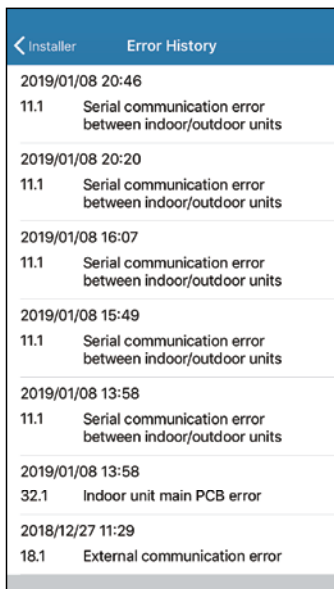 Installer Error History
2019/01/08 20:46
11.1 Serial communication error
between indoor/outdoor units
2019/01/08 20:20
11.1 Serial communication error
between indoor/outdoor units
2019/01/08 16:07
11.1 Serial communication error
between indoor/outdoor units
2019/01/08 15:49
11.1 Serial communication error
between indoor/outdoor units
2019/01/08 13:58
11.1 Serial communication error
between indoor/outdoor units
2019/01/08 13:58
32.1 Indoor unit main PCB error
2018/12/27 11:29
18.1 External communication error